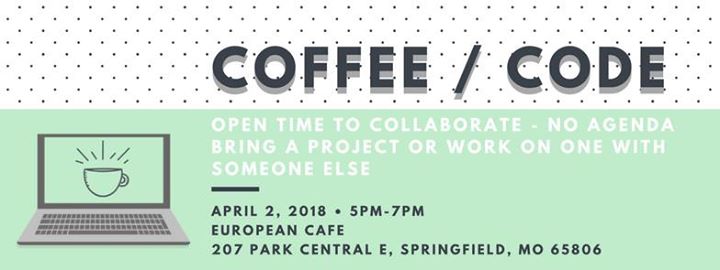 COFFEE / CODE
OPEN TIME TO COLLABORATE - NO AGENDA
BRING A PROJECT OR WORK ON ONE WITH
SOMEONE ELSE
APRIL 2, 2018 • 5PM-7PM
EUROPEAN CAFE
207 PARK CENTRAL E, SPRINGFIELD, MO 65806